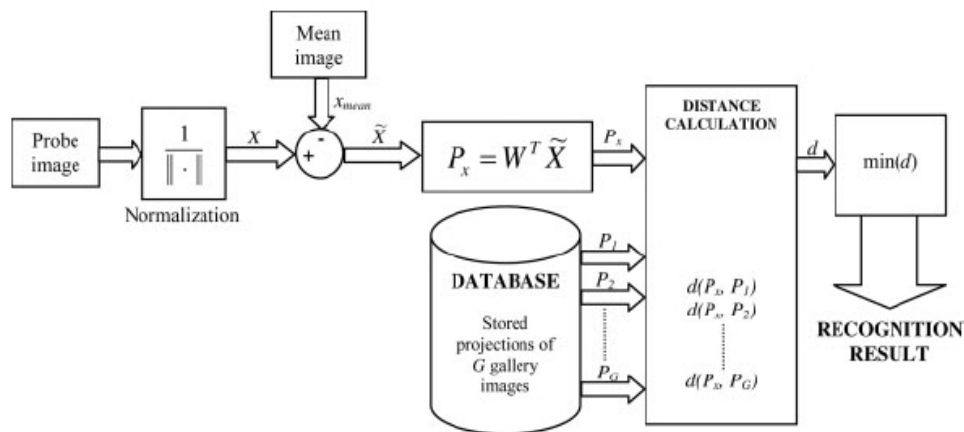 Mean
image
x_mean
Probe
image
1
‖ · ‖
Normalization
X
-
+
X̃
P_x = W^T X̃
P_x
DISTANCE
CALCULATION
d
min(d)
DATABASE
Stored
projections of
G gallery
images
P_1
P_2
P_G
d(P_x, P_1)
d(P_x, P_2)
d(P_x, P_G)
RECOGNITION
RESULT